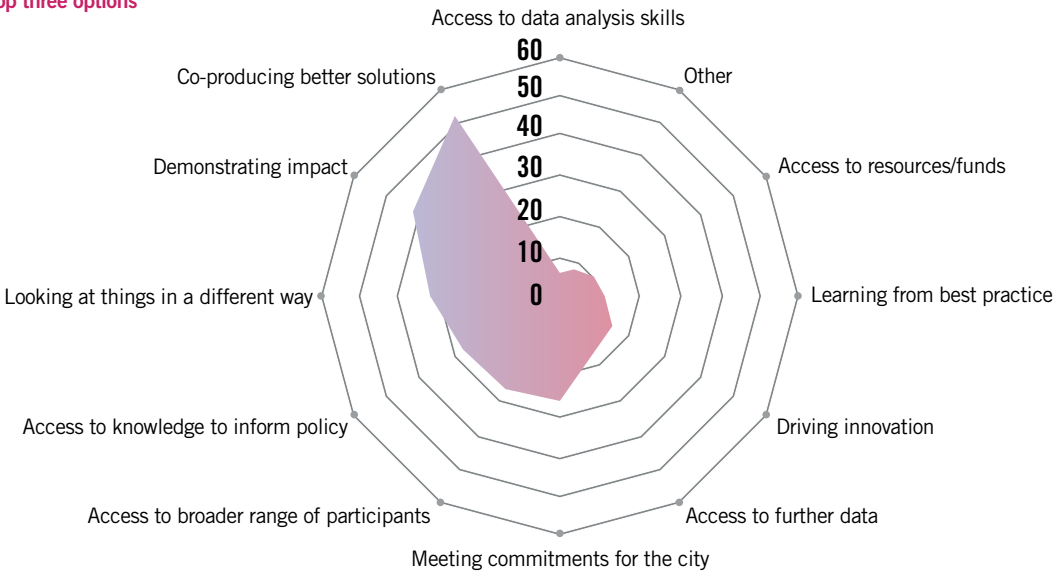 op three options
Access to data analysis skills
Other
Access to resources/funds
Learning from best practice
Driving innovation
Access to further data
Meeting commitments for the city
Access to broader range of participants
Access to knowledge to inform policy
Looking at things in a different way
Demonstrating impact
Co-producing better solutions
60
50
40
30
20
10
0